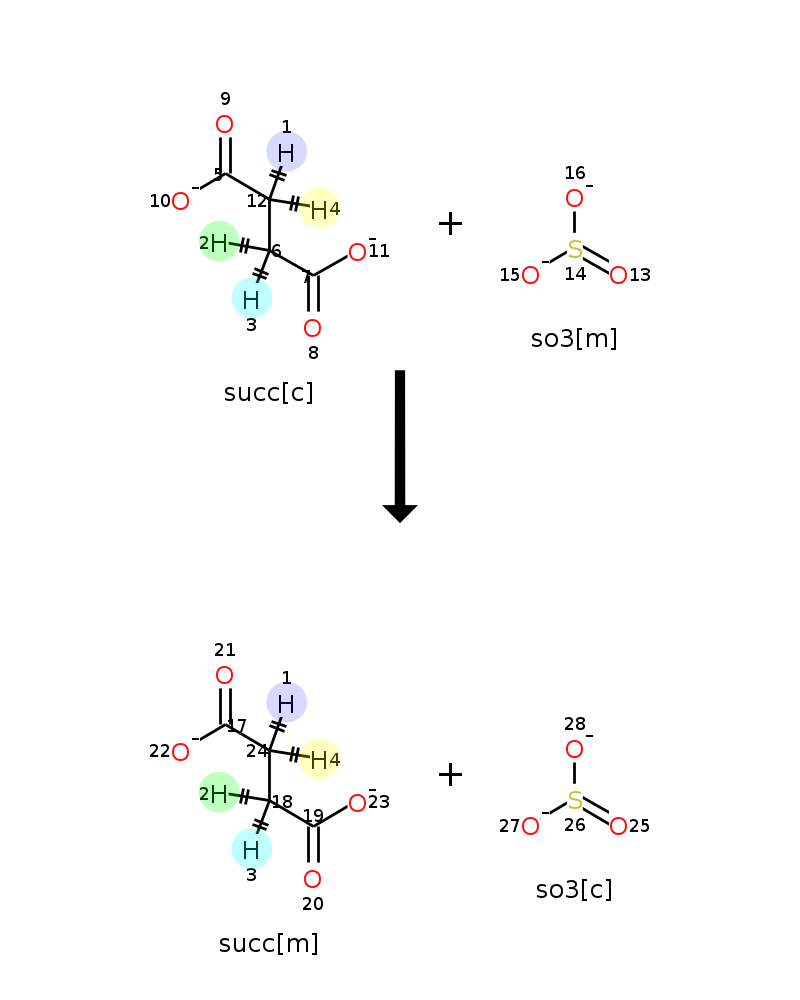 9
O
1
H
5
12
H4
10O⁻
2H
6
O⁻11
7
H
3
O
8
succ[c]
+
16
O⁻
S
15O⁻
14
O13
so3[m]
21
O
1
H
17
24
H4
22O⁻
2H
18
O⁻23
19
H
3
O
20
succ[m]
+
28
O⁻
S
27O⁻
26
O25
so3[c]